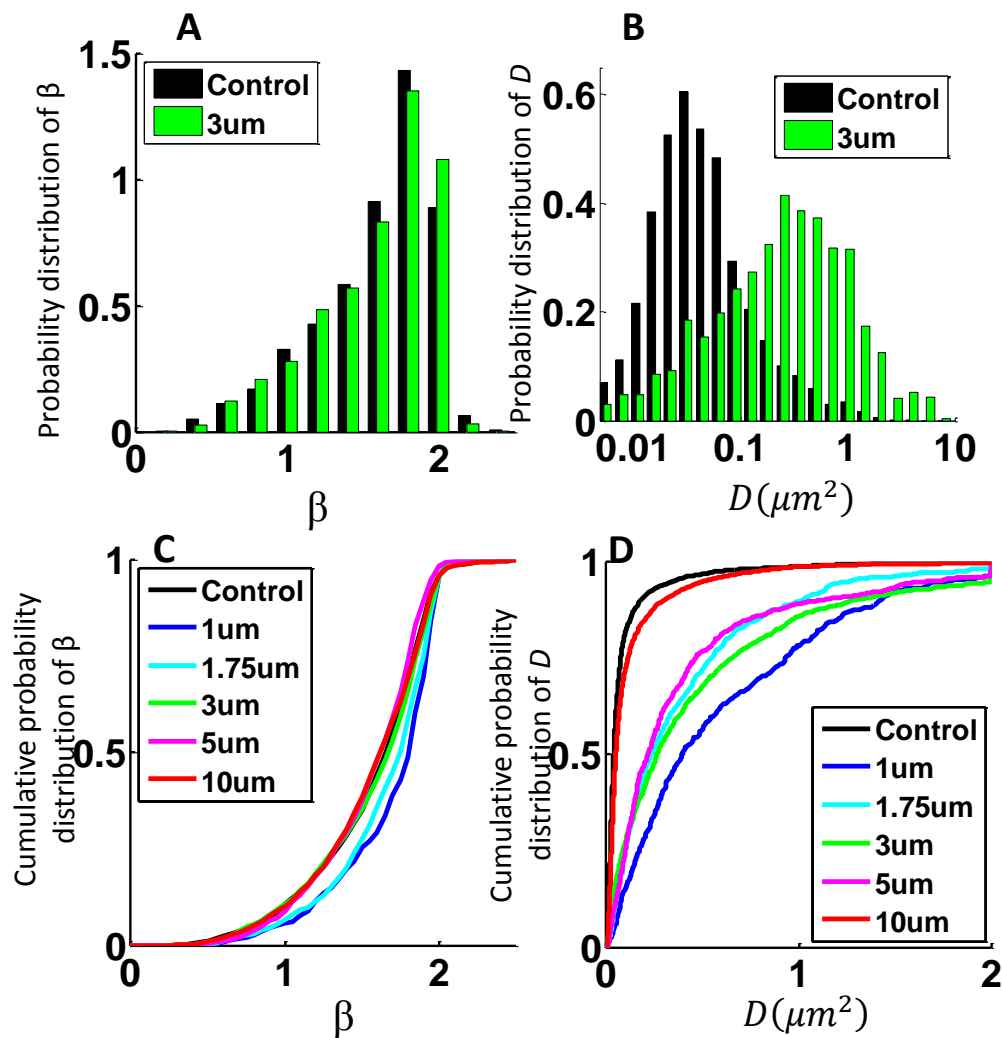 A
Probability distribution of β
1.5
1
0.5
0
Control
3um
0
1
2
β
B
Probability distribution of D
0.6
0.4
0.2
0
Control
3um
0.01
0.1
1
10
D(μm²)
C
Cumulative probability
distribution of β
1
0.5
0
Control
1um
1.75um
3um
5um
10um
0
1
2
β
D
Cumulative probability
distribution of D
1
0.5
0
Control
1um
1.75um
3um
5um
10um
0
1
2
D(μm²)